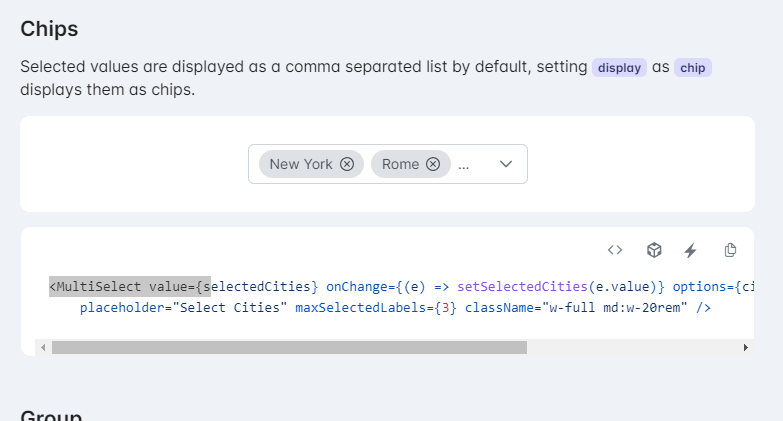 Chips
Selected values are displayed as a comma separated list by default, setting display as chip
displays them as chips.
New York Rome ...
<MultiSelect value={selectedCities} onChange={(e) => setSelectedCities(e.value)} options={ci
placeholder="Select Cities" maxSelectedLabels={3} className="w-full md:w-20rem" />
Group